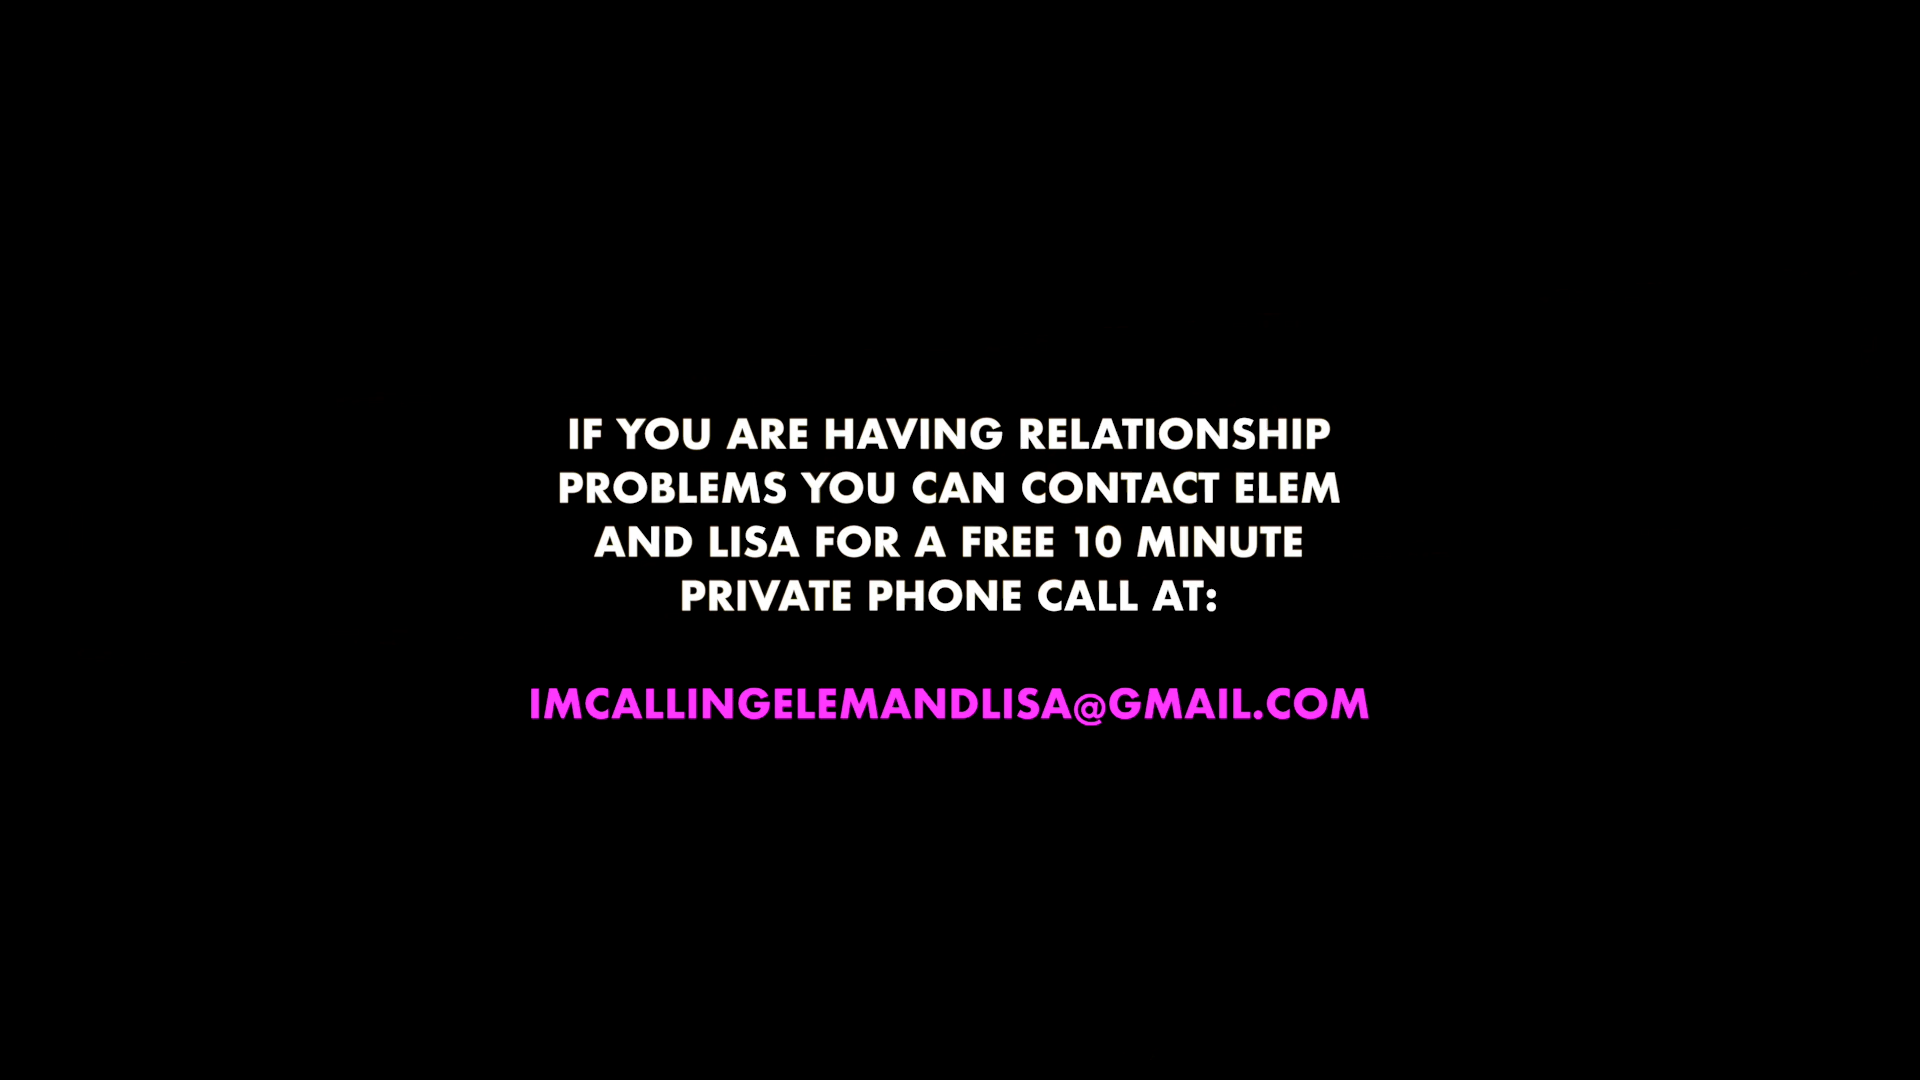 IF YOU ARE HAVING RELATIONSHIP
PROBLEMS YOU CAN CONTACT ELEM
AND LISA FOR A FREE 10 MINUTE
PRIVATE PHONE CALL AT:
IMCALLINGELEMANDLISA@GMAIL.COM